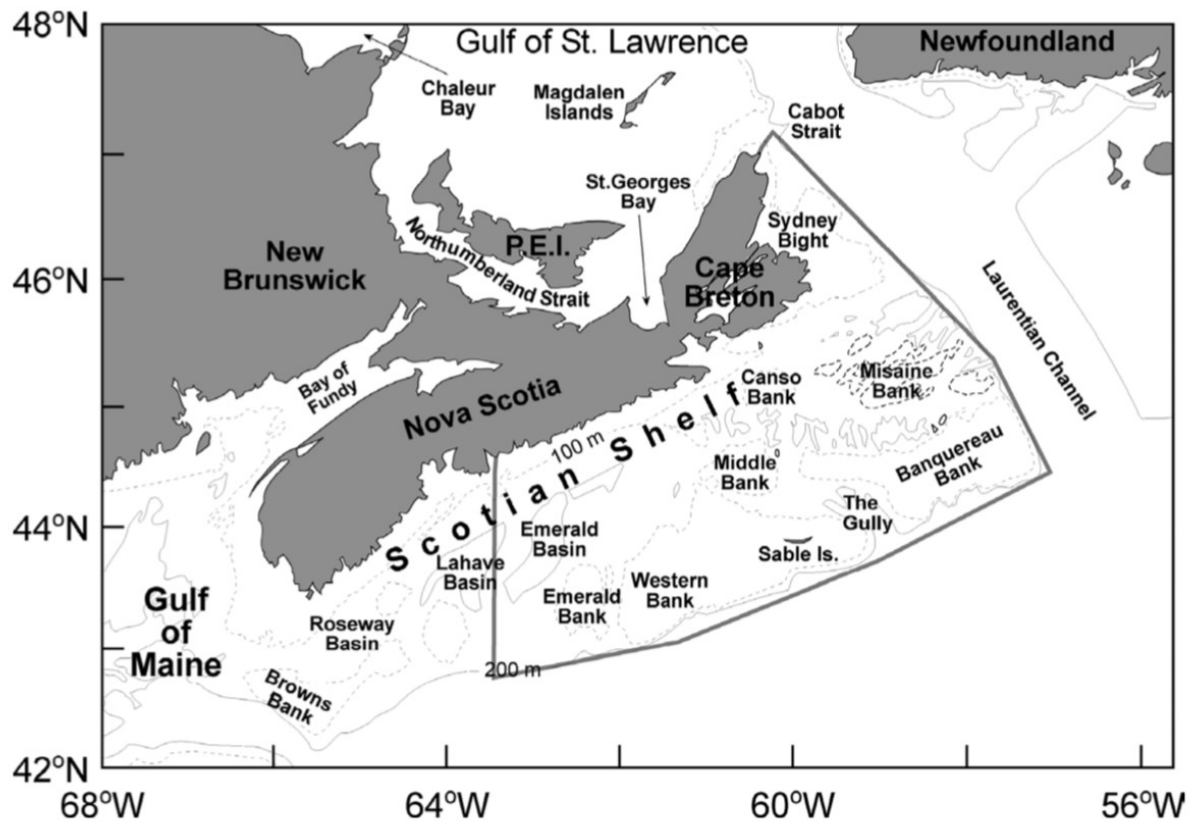 48°N
Gulf of St. Lawrence
Newfoundland
Chaleur
Bay
Magdalen
Islands
Cabot
Strait
St.Georges
Bay
Sydney
Bight
New
Brunswick
P.E.I.
Northumberland Strait
46°N
Cape
Breton
Laurentian Channel
Bay of
Fundy
Nova Scotia
Canso
Bank
Misaine
Bank
100 m
Scotian Shelf
Middle
Bank
Banquereau
Bank
The
Gully
44°N
Emerald
Basin
Sable Is.
Lahave
Basin
Emerald
Bank
Western
Bank
Gulf
of
Maine
Roseway
Basin
Browns
Bank
200 m
42°N
68°W
64°W
60°W
56°W